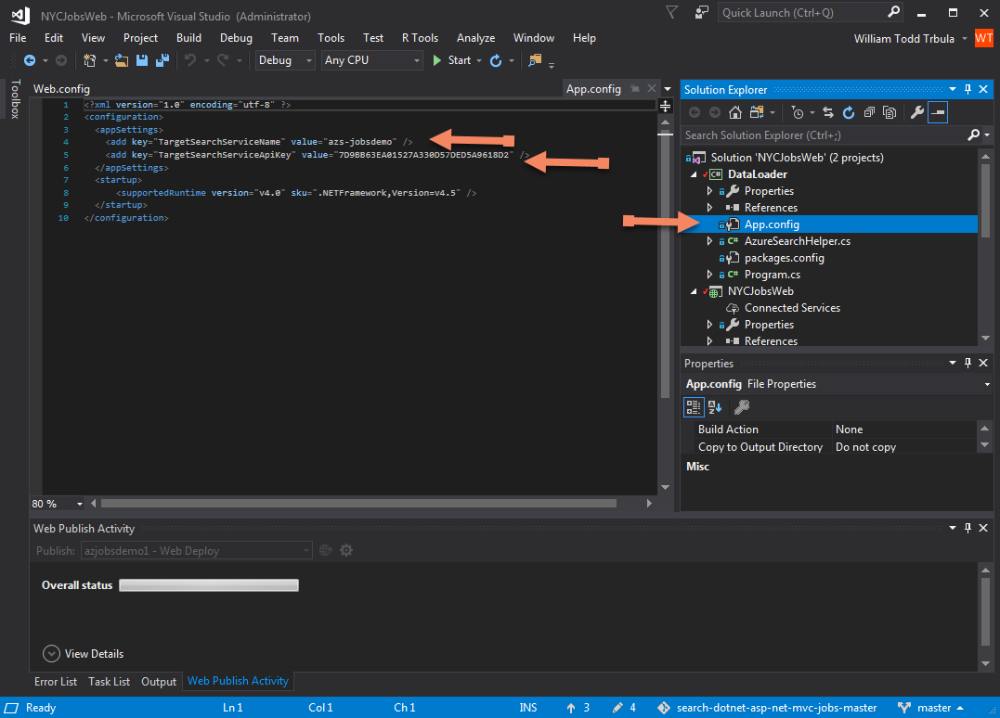 NYCJobsWeb - Microsoft Visual Studio (Administrator)
Quick Launch (Ctrl+Q)
File Edit View Project Build Debug Team Tools Test R Tools Analyze Window Help
William Todd Trbula WT
Debug Any CPU Start
Toolbox
Web.config
App.config
1 <?xml version="1.0" encoding="utf-8" ?>
2 <configuration>
3 <appSettings>
4 <add key="TargetSearchServiceName" value="azs-jobsdemo" />
5 <add key="TargetSearchServiceApiKey" value="7D9BB63EA01527A330D57DED5A9618D2" />
6 </appSettings>
7 <startup>
8 <supportedRuntime version="v4.0" sku=".NETFramework,Version=v4.5" />
9 </startup>
10 </configuration>
80 %
Solution Explorer
Search Solution Explorer (Ctrl+;)
Solution 'NYCJobsWeb' (2 projects)
DataLoader
Properties
References
App.config
C# AzureSearchHelper.cs
packages.config
C# Program.cs
NYCJobsWeb
Connected Services
Properties
References
Properties
App.config File Properties
Build Action None
Copy to Output Directory Do not copy
Misc
Web Publish Activity
Publish: azjobsdemo1 - Web Deploy
Overall status
View Details
Error List Task List Output Web Publish Activity
Ready Ln 1 Col 1 Ch 1 INS 3 4 search-dotnet-asp-net-mvc-jobs-master master